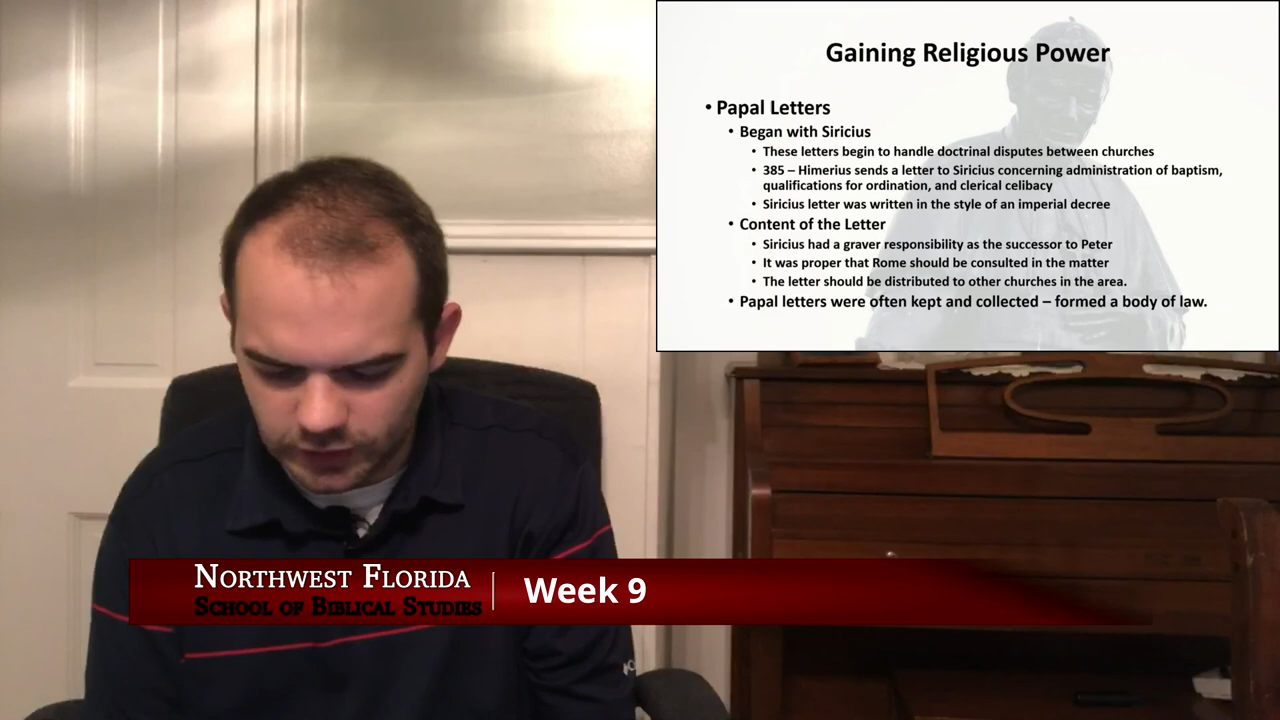 Gaining Religious Power
• Papal Letters
• Began with Siricius
• These letters begin to handle doctrinal disputes between churches
• 385 – Himerius sends a letter to Siricius concerning administration of baptism,
qualifications for ordination, and clerical celibacy
• Siricius letter was written in the style of an imperial decree
• Content of the Letter
• Siricius had a graver responsibility as the successor to Peter
• It was proper that Rome should be consulted in the matter
• The letter should be distributed to other churches in the area.
• Papal letters were often kept and collected – formed a body of law.
Northwest Florida
School of Biblical Studies
Week 9